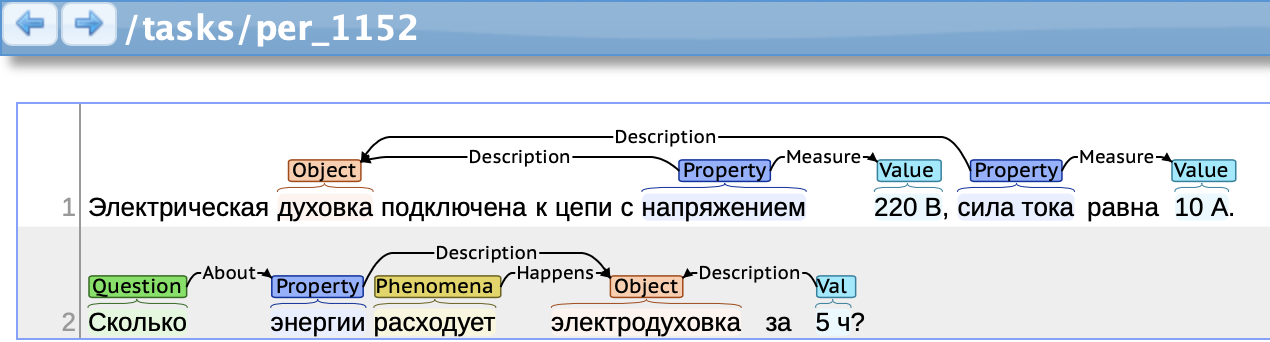 /tasks/per_1152
Description
Description Measure Measure
Object Property Value Property Value
1 Электрическая духовка подключена к цепи с напряжением 220 В, сила тока равна 10 А.
Description
About Happens Description
Question Property Phenomena Object Val
2 Сколько энергии расходует электродуховка за 5 ч?